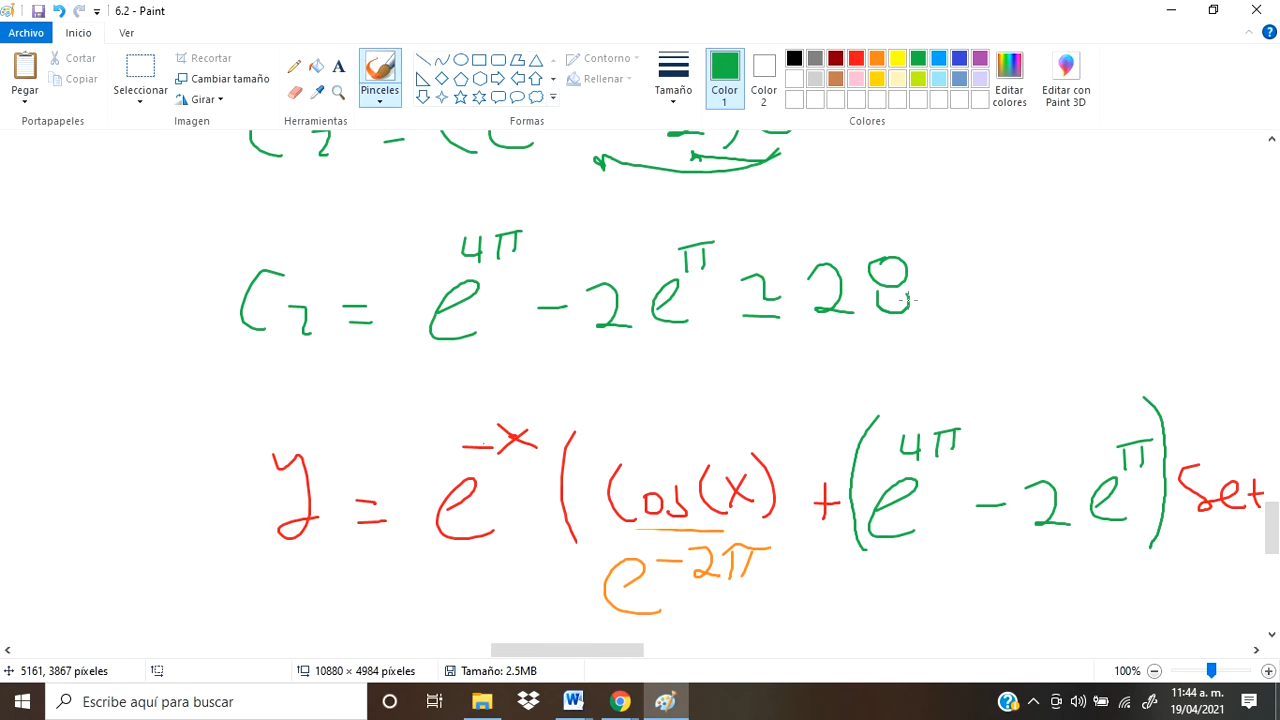 6.2 - Paint
Archivo Inicio Ver
Pegar
Cortar
Copiar
Portapapeles
Seleccionar
Recortar
Cambiar tamaño
Girar
Imagen
A
Herramientas
Pinceles
Contorno
Rellenar
Formas
Tamaño
Color 1
Color 2
Editar colores
Editar con Paint 3D
Colores
C₂ = e^4π - 2e^π ≃ 28
y = e^-x ( Cos(x) / e^-2π + ( e^4π - 2e^π ) Sen
5161, 3867 píxeles
10880 × 4984 píxeles
Tamaño: 2.5MB
100%
Escribe aquí para buscar
11:44 a. m.
19/04/2021